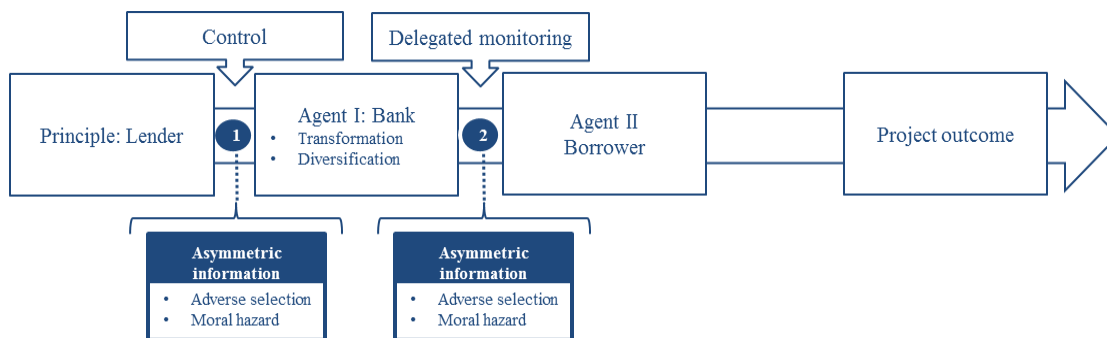 Control
Delegated monitoring
Principle: Lender
1
Agent I: Bank
• Transformation
• Diversification
2
Agent II
Borrower
Project outcome
Asymmetric
information
• Adverse selection
• Moral hazard
Asymmetric
information
• Adverse selection
• Moral hazard